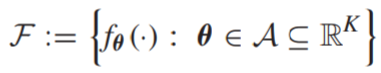 ℱ := {f_θ(·) : θ ∈ 𝒜 ⊆ ℝ^K}